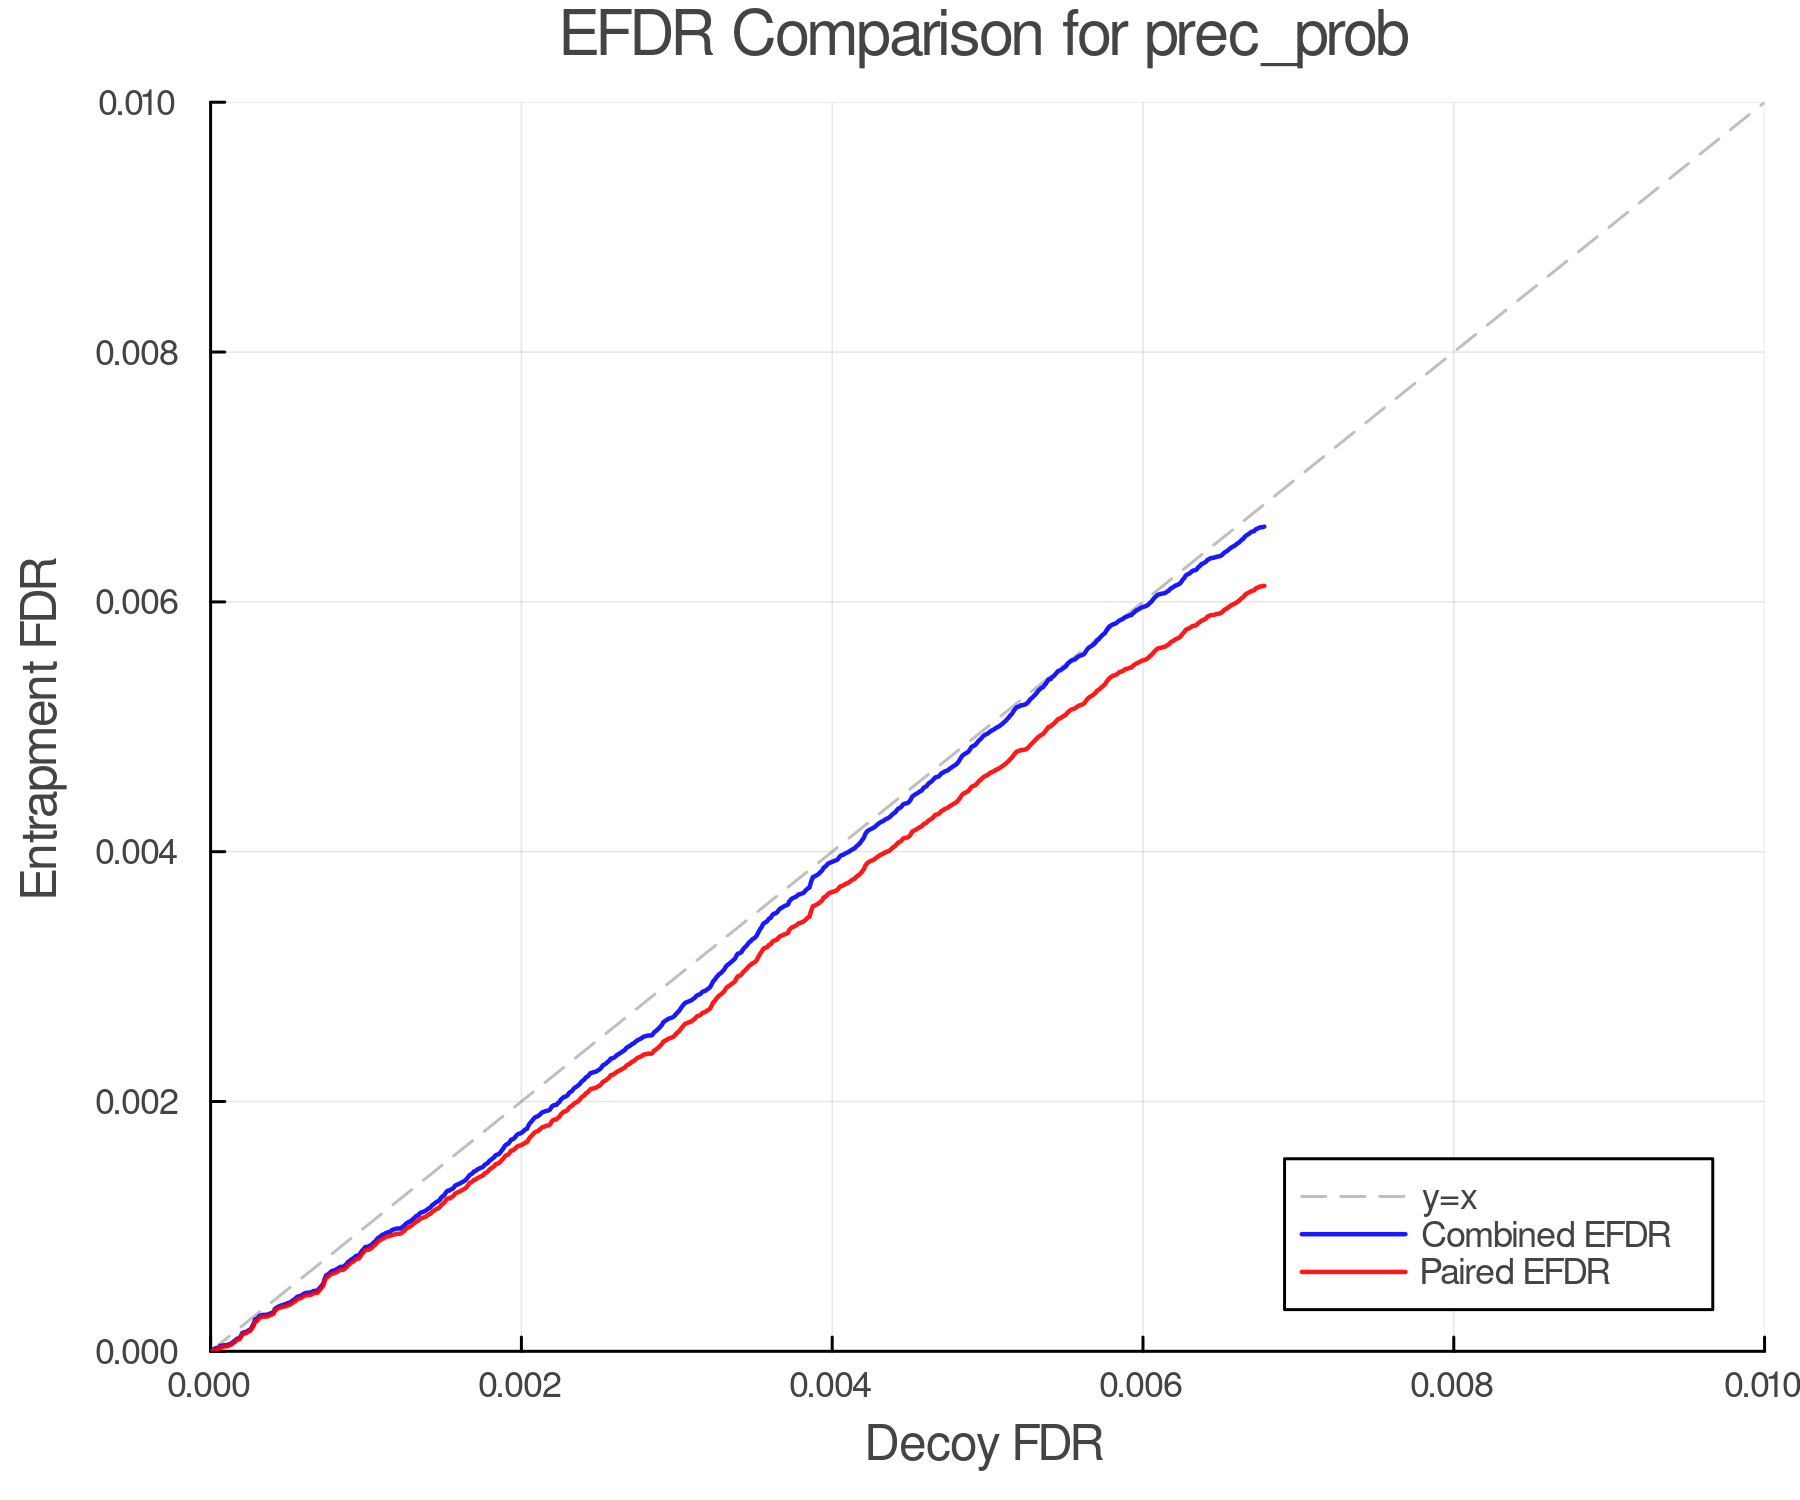 EFDR Comparison for prec_prob
0.010
0.008
0.006
0.004
0.002
0.000
Entrapment FDR
y=x
Combined EFDR
Paired EFDR
0.000 0.002 0.004 0.006 0.008 0.010
Decoy FDR